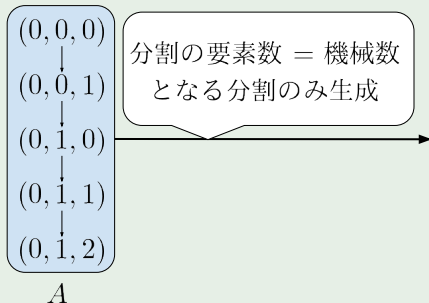 (0, 0, 0)
(0, 0, 1)
(0, 1, 0)
(0, 1, 1)
(0, 1, 2)
A
分割の要素数 = 機械数
となる分割のみ生成